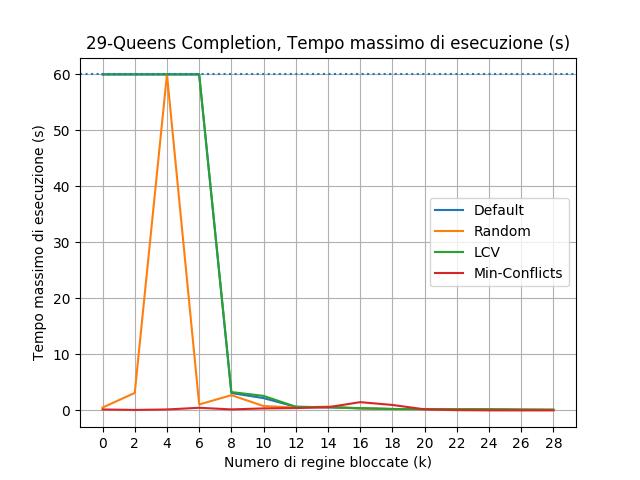 29-Queens Completion, Tempo massimo di esecuzione (s)
Tempo massimo di esecuzione (s)
60
50
40
30
20
10
0
Default
Random
LCV
Min-Conflicts
0 2 4 6 8 10 12 14 16 18 20 22 24 26 28
Numero di regine bloccate (k)